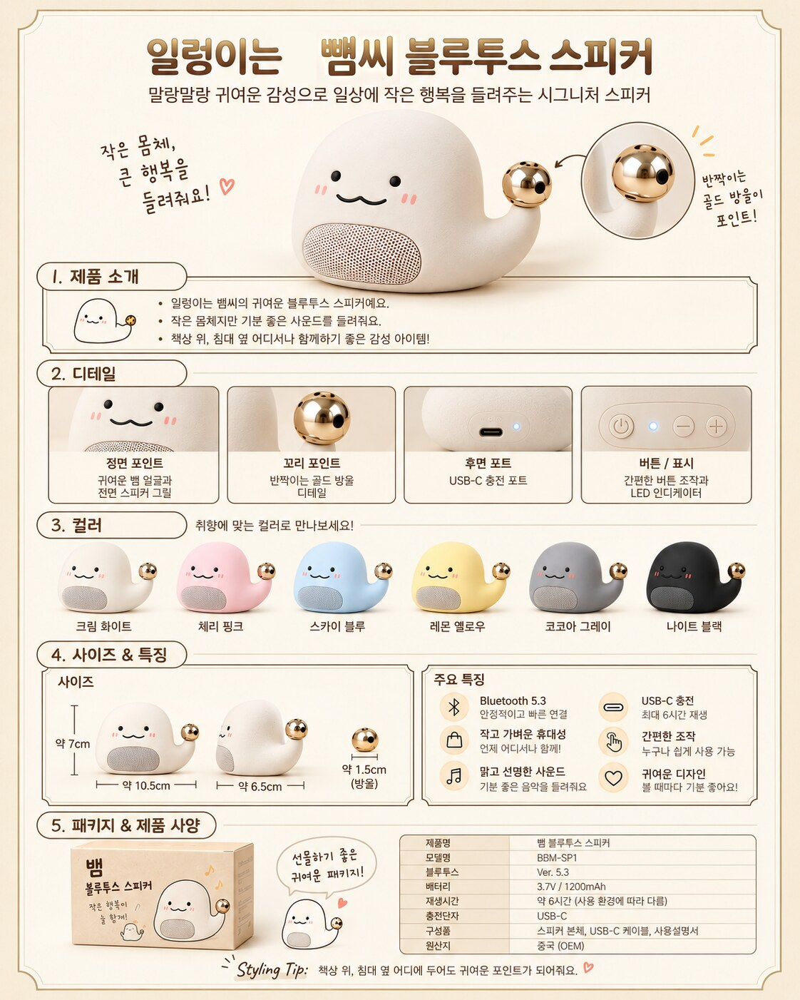 일렁이는 뺌씨 블루투스 스피커
말랑말랑 귀여운 감성으로 일상에 작은 행복을 들려주는 시그니처 스피커
작은 몸체,
큰 행복을
들려줘요!
반짝이는
골드 방울이
포인트!
1. 제품 소개
• 일렁이는 뺌씨의 귀여운 블루투스 스피커예요.
• 작은 몸체지만 기분 좋은 사운드를 들려줘요.
• 책상 위, 침대 옆 어디서나 함께하기 좋은 감성 아이템!
2. 디테일
정면 포인트
귀여운 뱀 얼굴과
전면 스피커 그릴
꼬리 포인트
반짝이는 골드 방울
디테일
후면 포트
USB-C 충전 포트
버튼 / 표시
간편한 버튼 조작과
LED 인디케이터
3. 컬러
취향에 맞는 컬러로 만나보세요!
크림 화이트
체리 핑크
스카이 블루
레몬 옐로우
코코아 그레이
나이트 블랙
4. 사이즈 & 특징
사이즈
약 7cm
약 10.5cm
약 6.5cm
약 1.5cm
(방울)
주요 특징
Bluetooth 5.3
안정적이고 빠른 연결
USB-C 충전
최대 6시간 재생
작고 가벼운 휴대성
언제 어디서나 함께!
간편한 조작
누구나 쉽게 사용 가능
맑고 선명한 사운드
기분 좋은 음악을 들려줘요
귀여운 디자인
볼 때마다 기분 좋아요!
5. 패키지 & 제품 사양
뱀
블루투스 스피커
작은 행복이
늘 함께!
선물하기 좋은
귀여운 패키지!
제품명 뱀 블루투스 스피커
모델명 BBM-SP1
블루투스 Ver. 5.3
배터리 3.7V / 1200mAh
재생시간 약 6시간 (사용 환경에 따라 다름)
충전단자 USB-C
구성품 스피커 본체, USB-C 케이블, 사용설명서
원산지 중국 (OEM)
Styling Tip: 책상 위, 침대 옆 어디에 두어도 귀여운 포인트가 되어줘요.